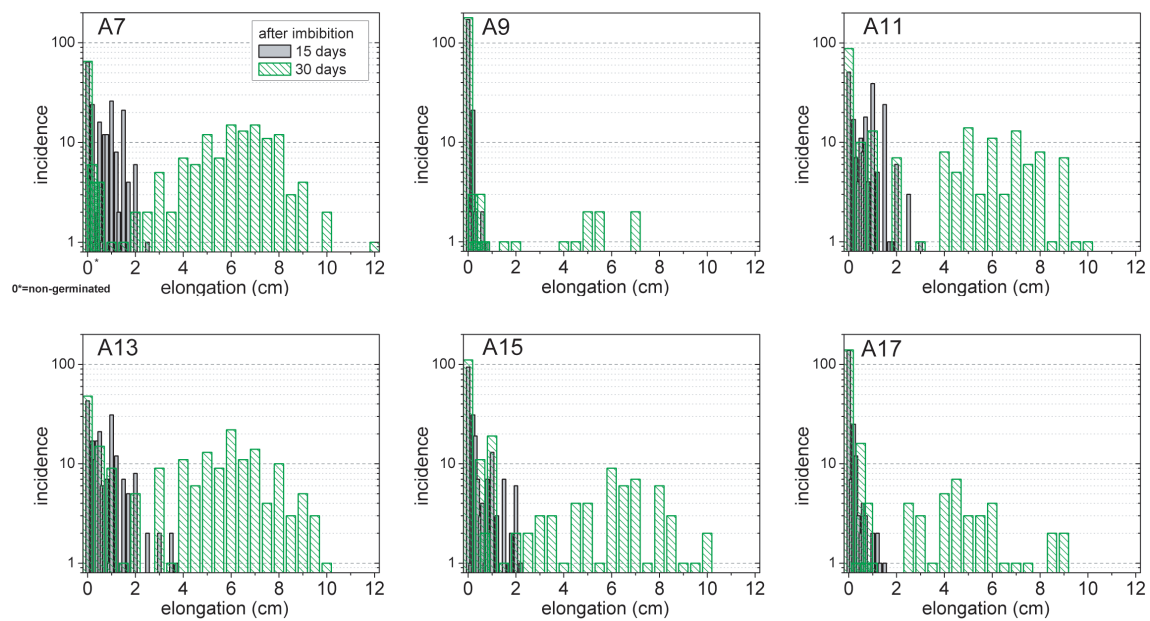 A7
after imbibition
15 days
30 days
100
10
1
incidence
0 * 2 4 6 8 10 12
elongation (cm)
0*=non-germinated
A9
100
10
1
incidence
0 2 4 6 8 10 12
elongation (cm)
A11
100
10
1
incidence
0 2 4 6 8 10 12
elongation (cm)
A13
100
10
1
incidence
0 2 4 6 8 10 12
elongation (cm)
A15
100
10
1
incidence
0 2 4 6 8 10 12
elongation (cm)
A17
100
10
1
incidence
0 2 4 6 8 10 12
elongation (cm)